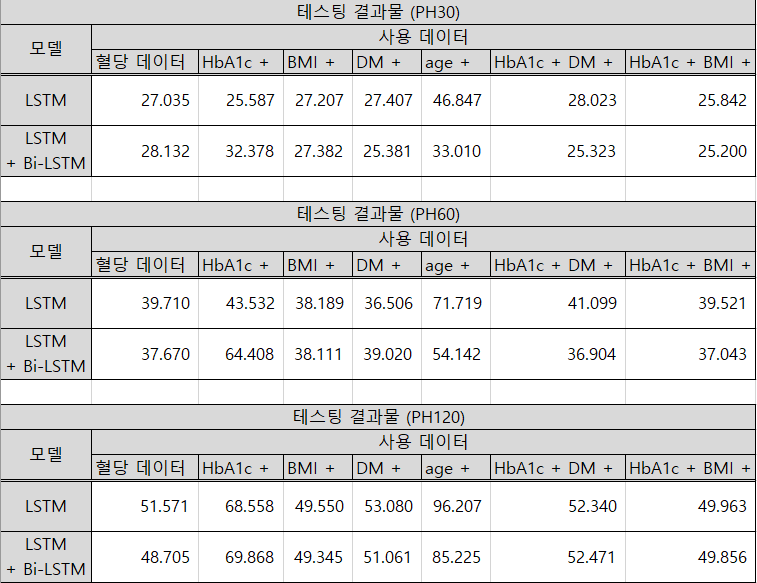 테스팅 결과물 (PH30)
모델 사용 데이터
혈당 데이터 HbA1c + BMI + DM + age + HbA1c + DM + HbA1c + BMI +
LSTM 27.035 25.587 27.207 27.407 46.847 28.023 25.842
LSTM
+ Bi-LSTM 28.132 32.378 27.382 25.381 33.010 25.323 25.200
테스팅 결과물 (PH60)
모델 사용 데이터
혈당 데이터 HbA1c + BMI + DM + age + HbA1c + DM + HbA1c + BMI +
LSTM 39.710 43.532 38.189 36.506 71.719 41.099 39.521
LSTM
+ Bi-LSTM 37.670 64.408 38.111 39.020 54.142 36.904 37.043
테스팅 결과물 (PH120)
모델 사용 데이터
혈당 데이터 HbA1c + BMI + DM + age + HbA1c + DM + HbA1c + BMI +
LSTM 51.571 68.558 49.550 53.080 96.207 52.340 49.963
LSTM
+ Bi-LSTM 48.705 69.868 49.345 51.061 85.225 52.471 49.856